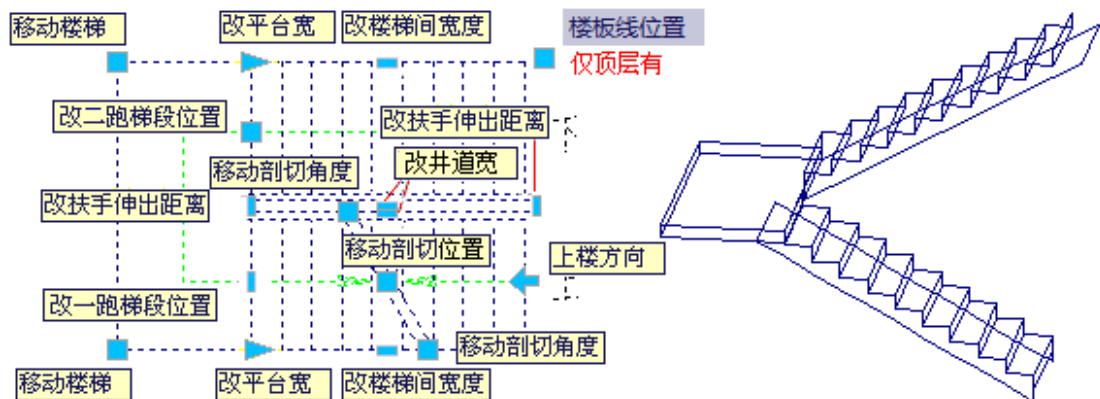 移动楼梯
改平台宽
改楼梯间宽度
楼板线位置
仅顶层有
改二跑梯段位置
改扶手伸出距离
移动剖切角度
改井道宽
改扶手伸出距离
移动剖切位置
上楼方向
改一跑梯段位置
移动剖切角度
移动楼梯
改平台宽
改楼梯间宽度